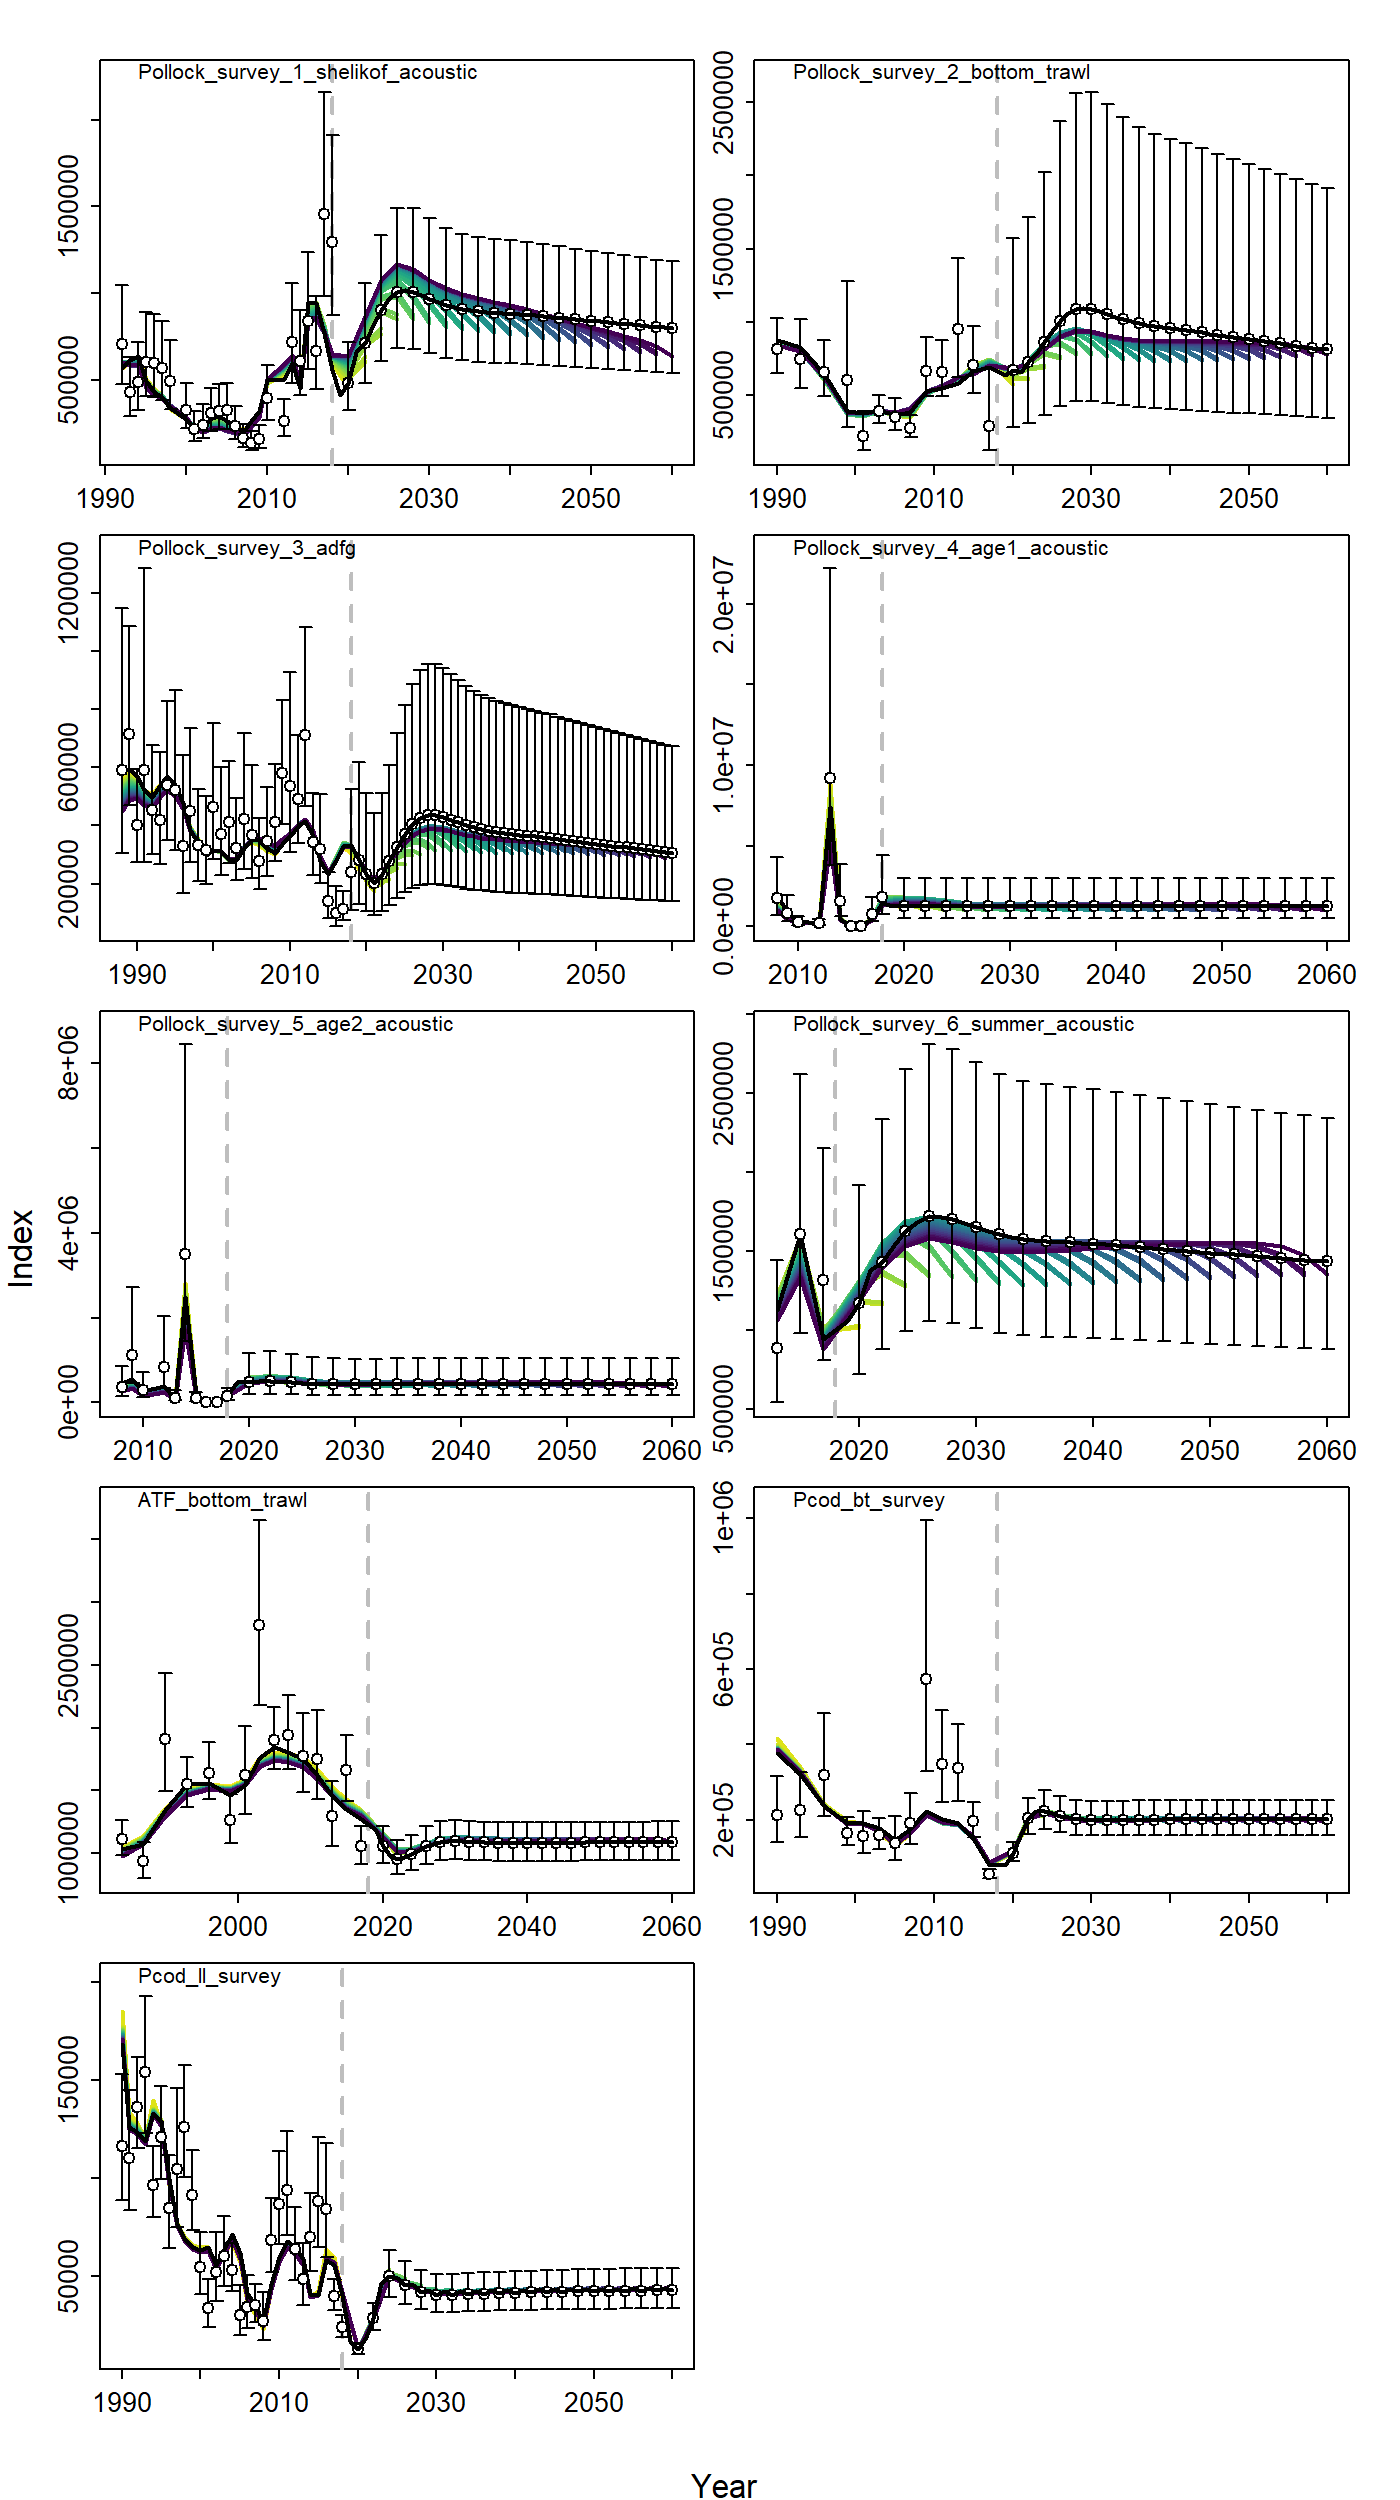 Pollock_survey_1_shelikof_acoustic
500000 1500000
1990 2010 2030 2050
Pollock_survey_2_bottom_trawl
500000 1500000 2500000
1990 2010 2030 2050
Pollock_survey_3_adfg
200000 600000 1200000
1990 2010 2030 2050
Pollock_survey_4_age1_acoustic
0.0e+00 1.0e+07 2.0e+07
2010 2020 2030 2040 2050 2060
Pollock_survey_5_age2_acoustic
0e+00 4e+06 8e+06
2010 2020 2030 2040 2050 2060
Pollock_survey_6_summer_acoustic
500000 1500000 2500000
2020 2030 2040 2050 2060
Index
ATF_bottom_trawl
1000000 2500000
2000 2020 2040 2060
Pcod_bt_survey
2e+05 6e+05 1e+06
1990 2010 2030 2050
Pcod_ll_survey
50000 150000
1990 2010 2030 2050
Year